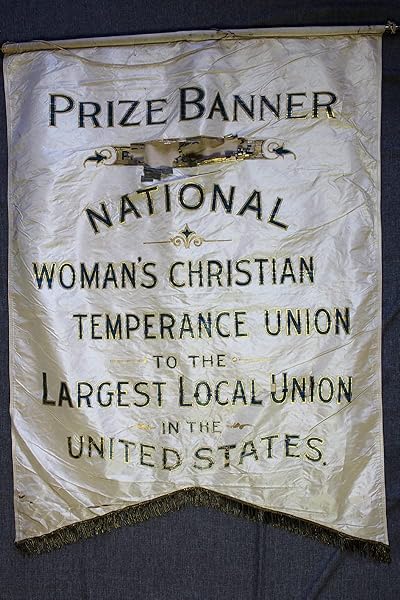 PRIZE BANNER
NATIONAL
WOMAN'S CHRISTIAN
TEMPERANCE UNION
TO THE
LARGEST LOCAL UNION
IN THE
UNITED STATES.